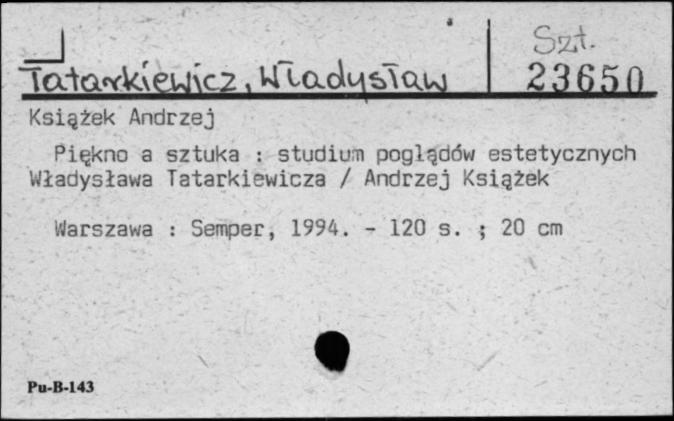 Szt.
Tatarkiewicz, Władysław 23650
Książek Andrzej
Piękno a sztuka : studium poglądów estetycznych
Władysława Tatarkiewicza / Andrzej Książek
Warszawa : Semper, 1994. - 120 s. ; 20 cm
Pu-B-143